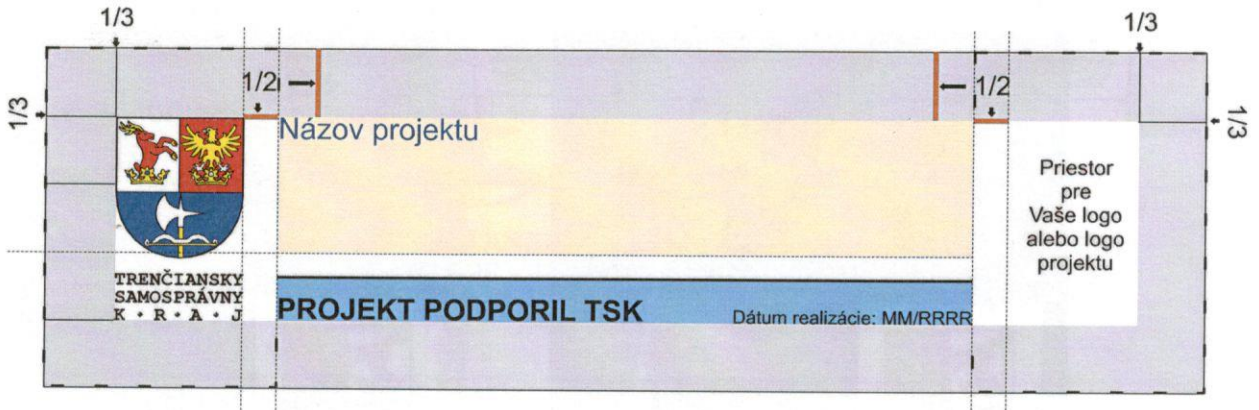 1/3
1/3
1/3
1/2
1/2
1/3
Názov projektu
Priestor
pre
Vaše logo
alebo logo
projektu
TRENČIANSKY
SAMOSPRÁVNY
K · R · A · J
PROJEKT PODPORIL TSK
Dátum realizácie: MM/RRRR